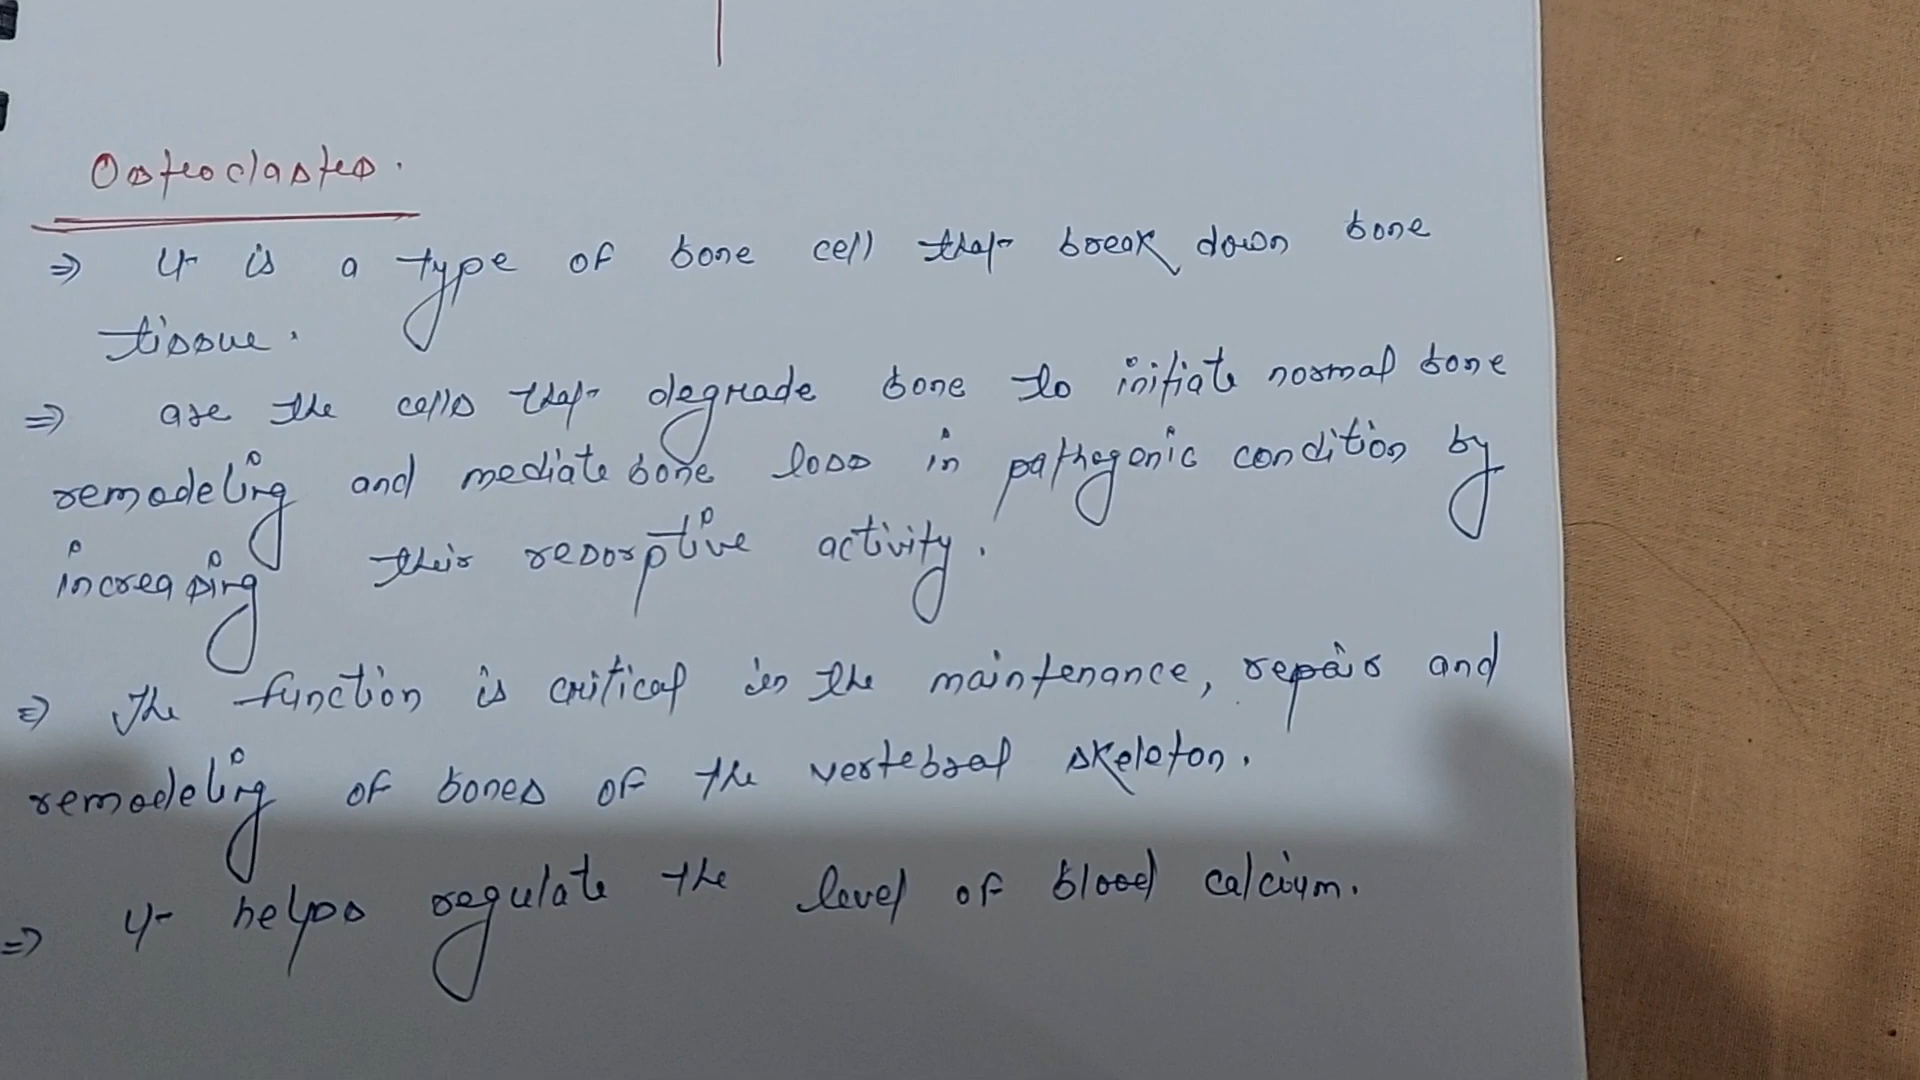 Osteoclastes.
⇒ It is a type of bone cell that break down bone
tissue.
⇒ are the cells that degrade bone to initiate normal bone
remodeling and mediate bone loss in pathogenic condition by
increasing their resorptive activity.
⇒ The function is critical in the maintenance, repair and
remodeling of bones of the vertebral skeleton.
⇒ It helps regulate the level of blood calcium.